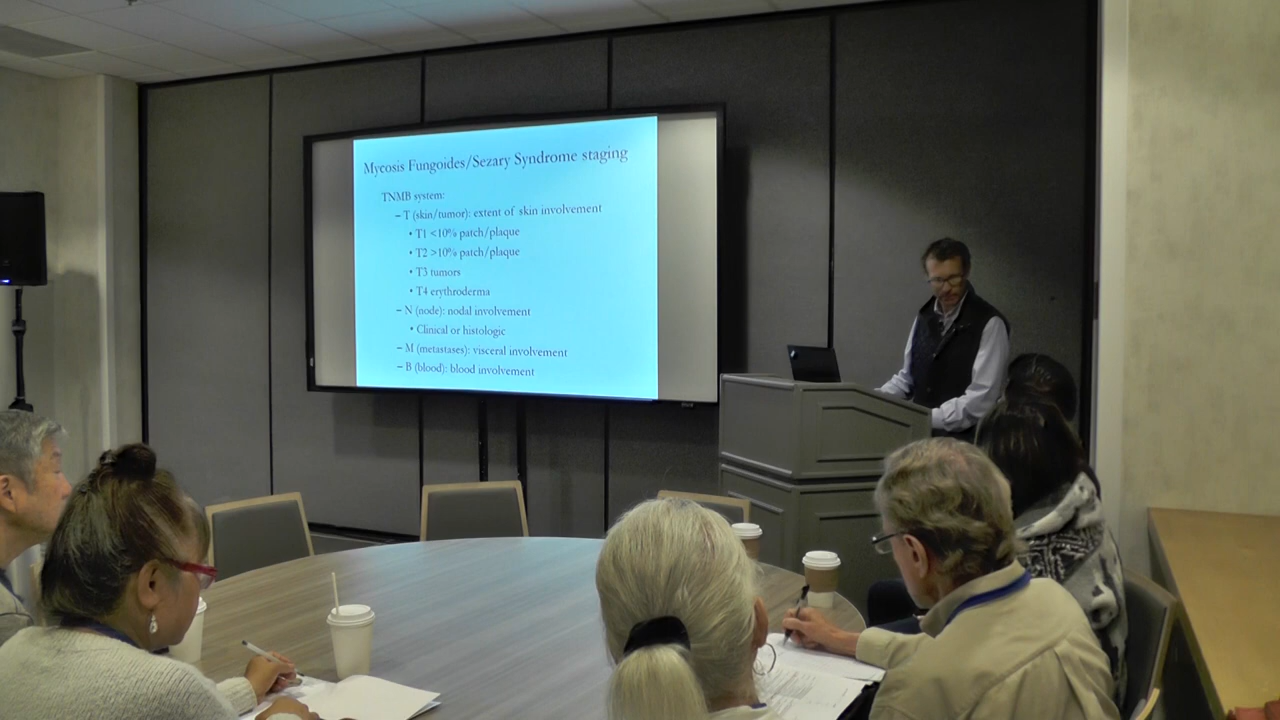 Mycosis Fungoides/Sezary Syndrome staging
TNMB system:
– T (skin/tumor): extent of skin involvement
• T1 <10% patch/plaque
• T2 >10% patch/plaque
• T3 tumors
• T4 erythroderma
– N (node): nodal involvement
• Clinical or histologic
– M (metastases): visceral involvement
– B (blood): blood involvement